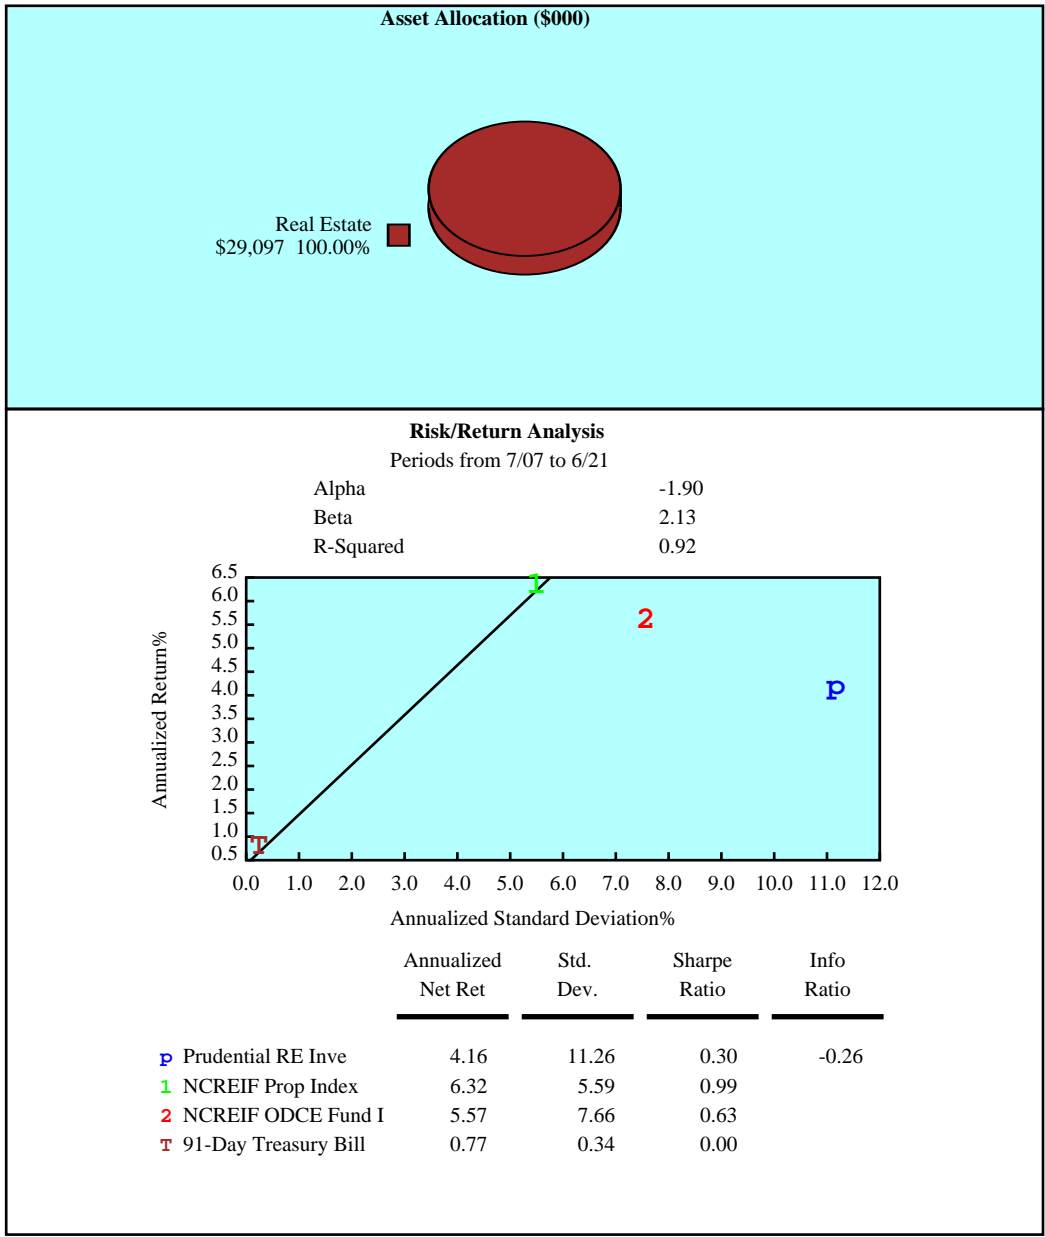 Asset Allocation ($000)
Real Estate
$29,097 100.00%
Risk/Return Analysis
Periods from 7/07 to 6/21
Alpha -1.90
Beta 2.13
R-Squared 0.92
Annualized Return%
6.5
6.0
5.5
5.0
4.5
4.0
3.5
3.0
2.5
2.0
1.5
1.0
0.5
1
2
p
T
0.0 1.0 2.0 3.0 4.0 5.0 6.0 7.0 8.0 9.0 10.0 11.0 12.0
Annualized Standard Deviation%
Annualized Std. Sharpe Info
Net Ret Dev. Ratio Ratio
p Prudential RE Inve 4.16 11.26 0.30 -0.26
1 NCREIF Prop Index 6.32 5.59 0.99
2 NCREIF ODCE Fund I 5.57 7.66 0.63
T 91-Day Treasury Bill 0.77 0.34 0.00